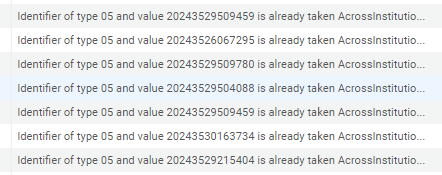 Identifier of type 05 and value 20243529509459 is already taken AcrossInstitutio...
Identifier of type 05 and value 20243526067295 is already taken AcrossInstitutio...
Identifier of type 05 and value 20243529509780 is already taken AcrossInstitutio...
Identifier of type 05 and value 20243529504088 is already taken AcrossInstitutio...
Identifier of type 05 and value 20243529509459 is already taken AcrossInstitutio...
Identifier of type 05 and value 20243530163734 is already taken AcrossInstitutio...
Identifier of type 05 and value 20243529215404 is already taken AcrossInstitutio...